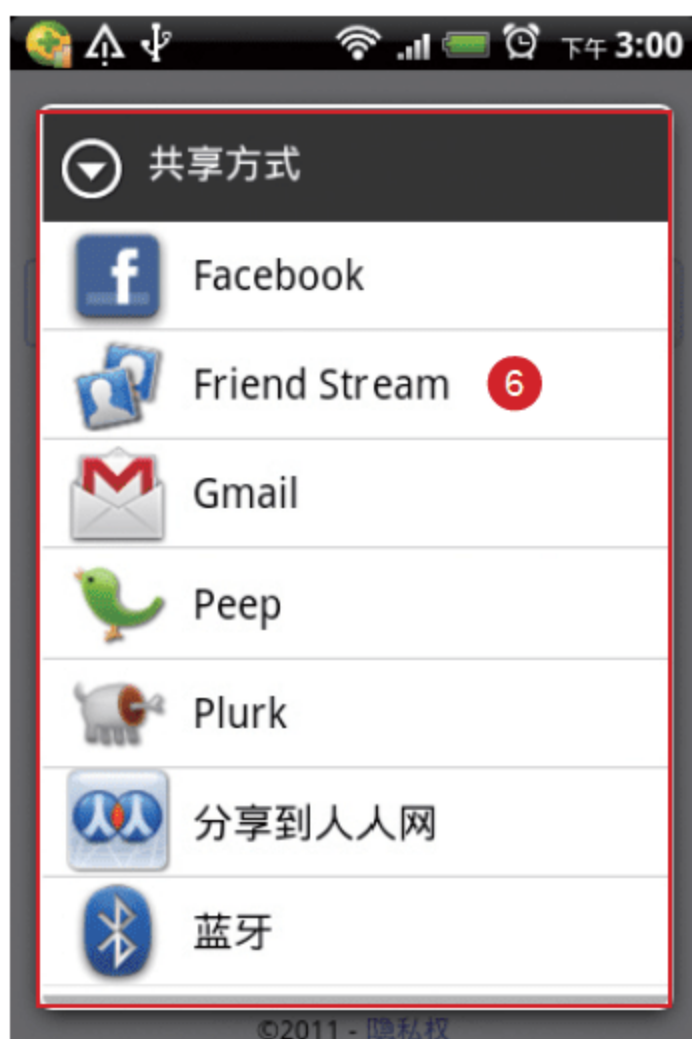 下午 3:00
共享方式
Facebook
Friend Stream 6
Gmail
Peep
Plurk
分享到人人网
蓝牙
©2011 - 隐私权